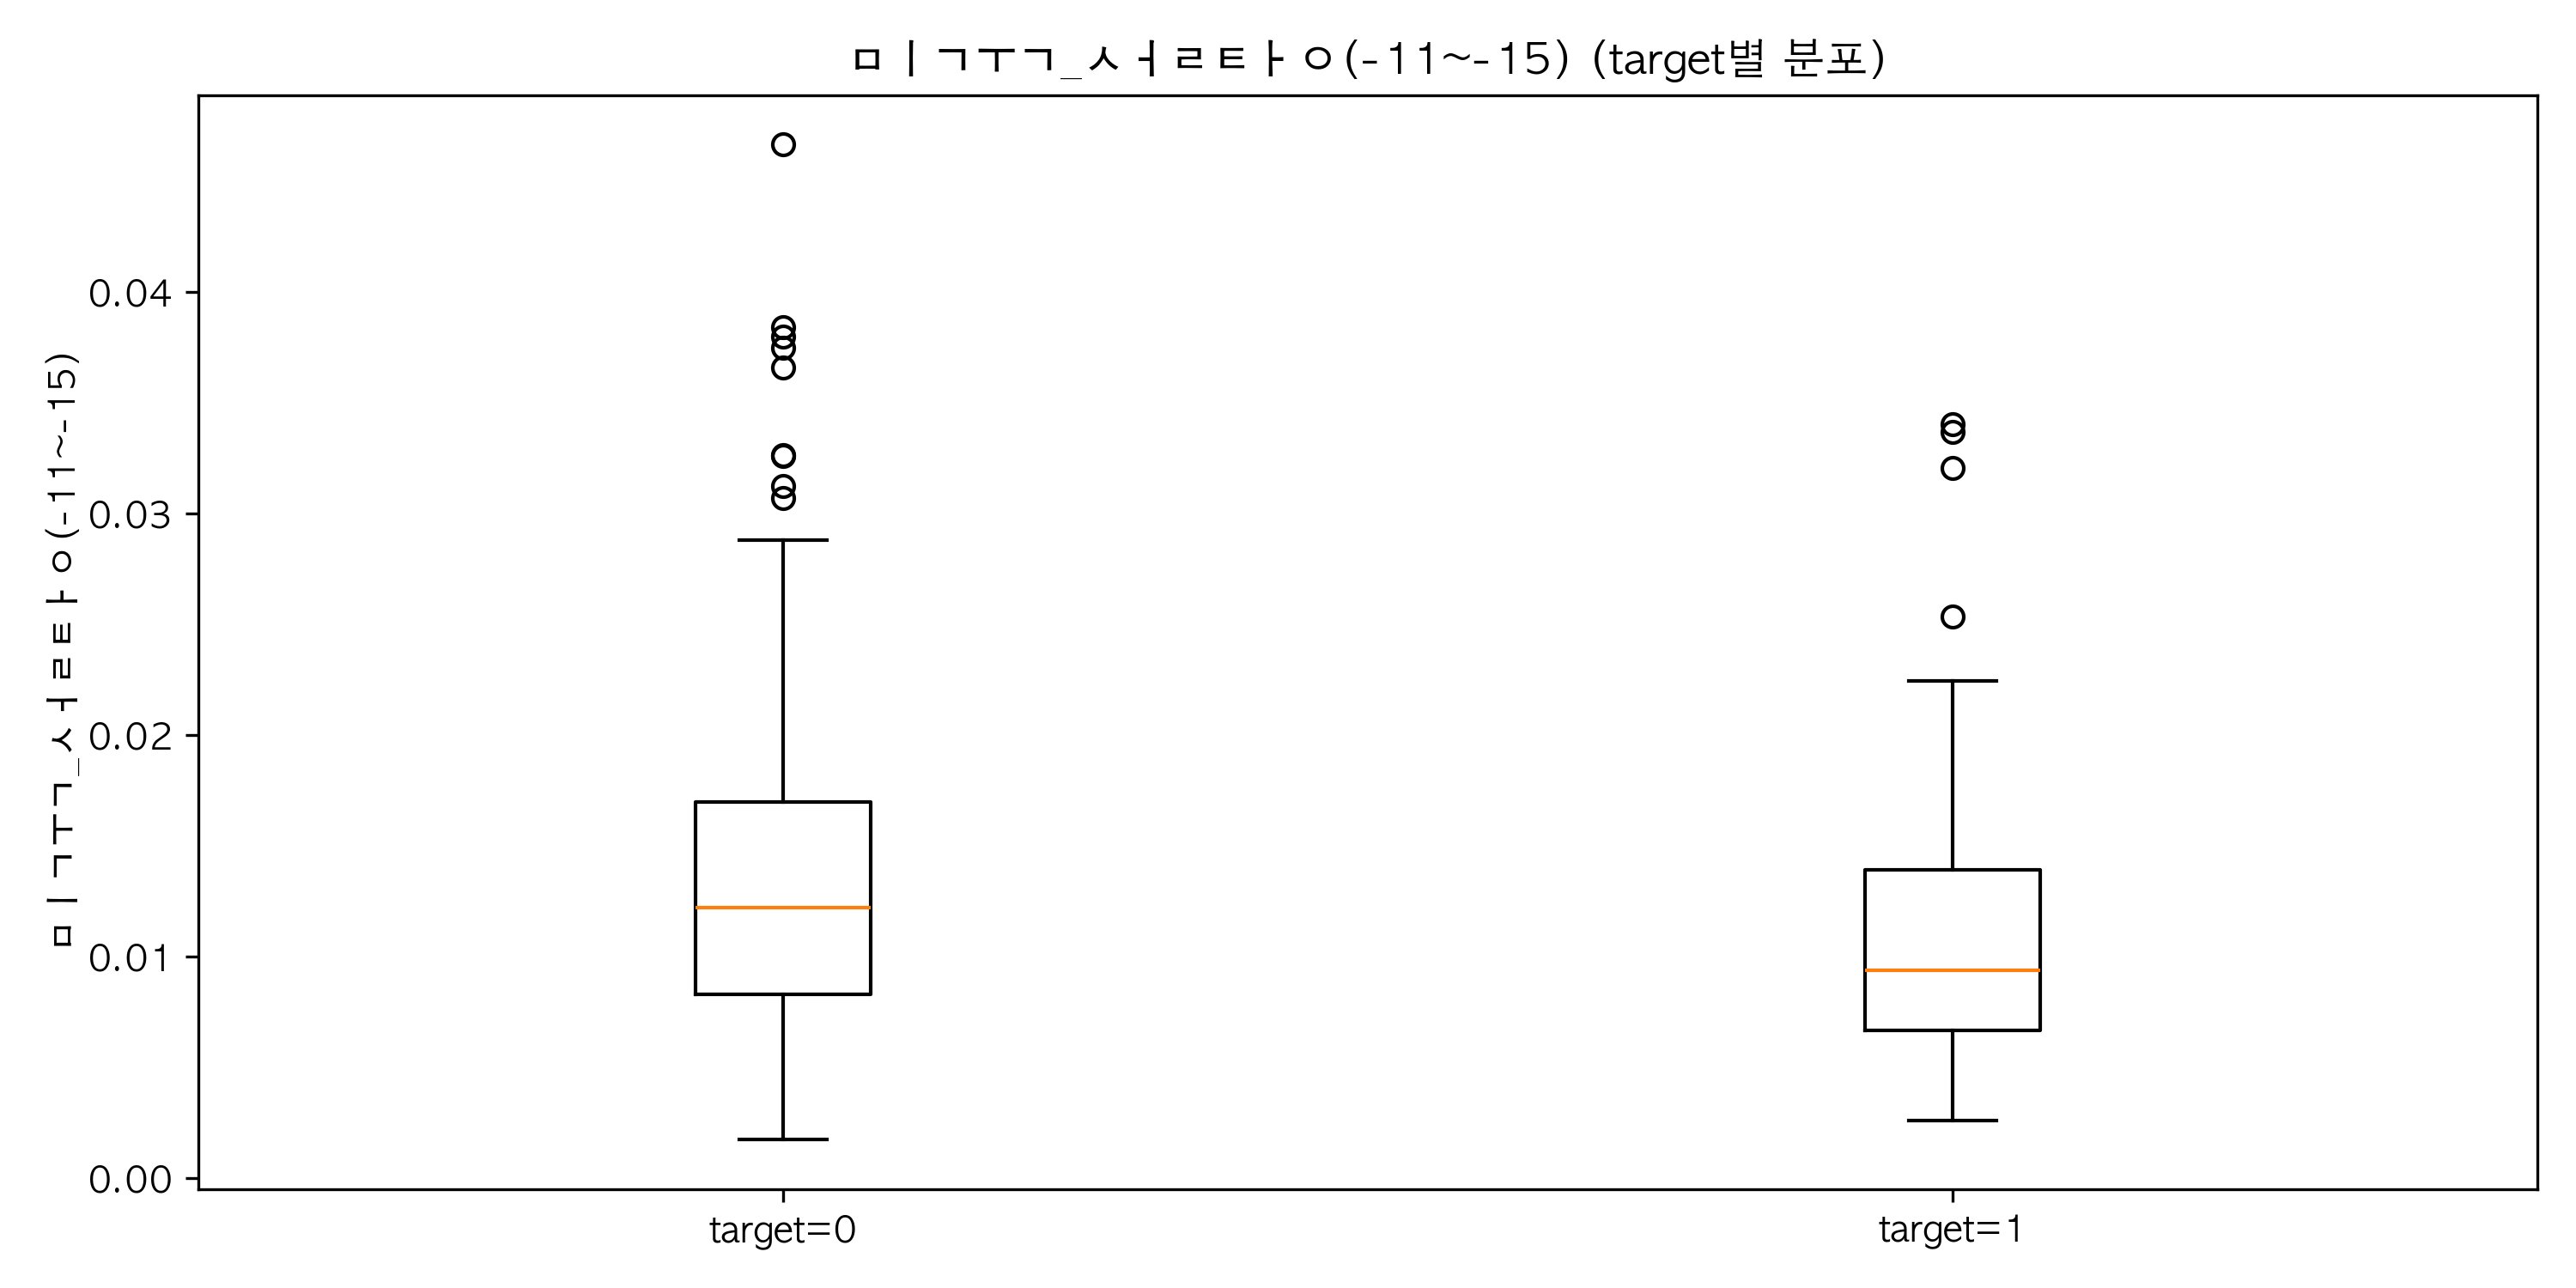 ㅁㅣㄱㅜㄱ_ㅅㅓㄹㅌㅏㅇ(-11~-15) (target별 분포)
ㅁㅣㄱㅜㄱ_ㅅㅓㄹㅌㅏㅇ(-11~-15)
0.04
0.03
0.02
0.01
0.00
target=0
target=1